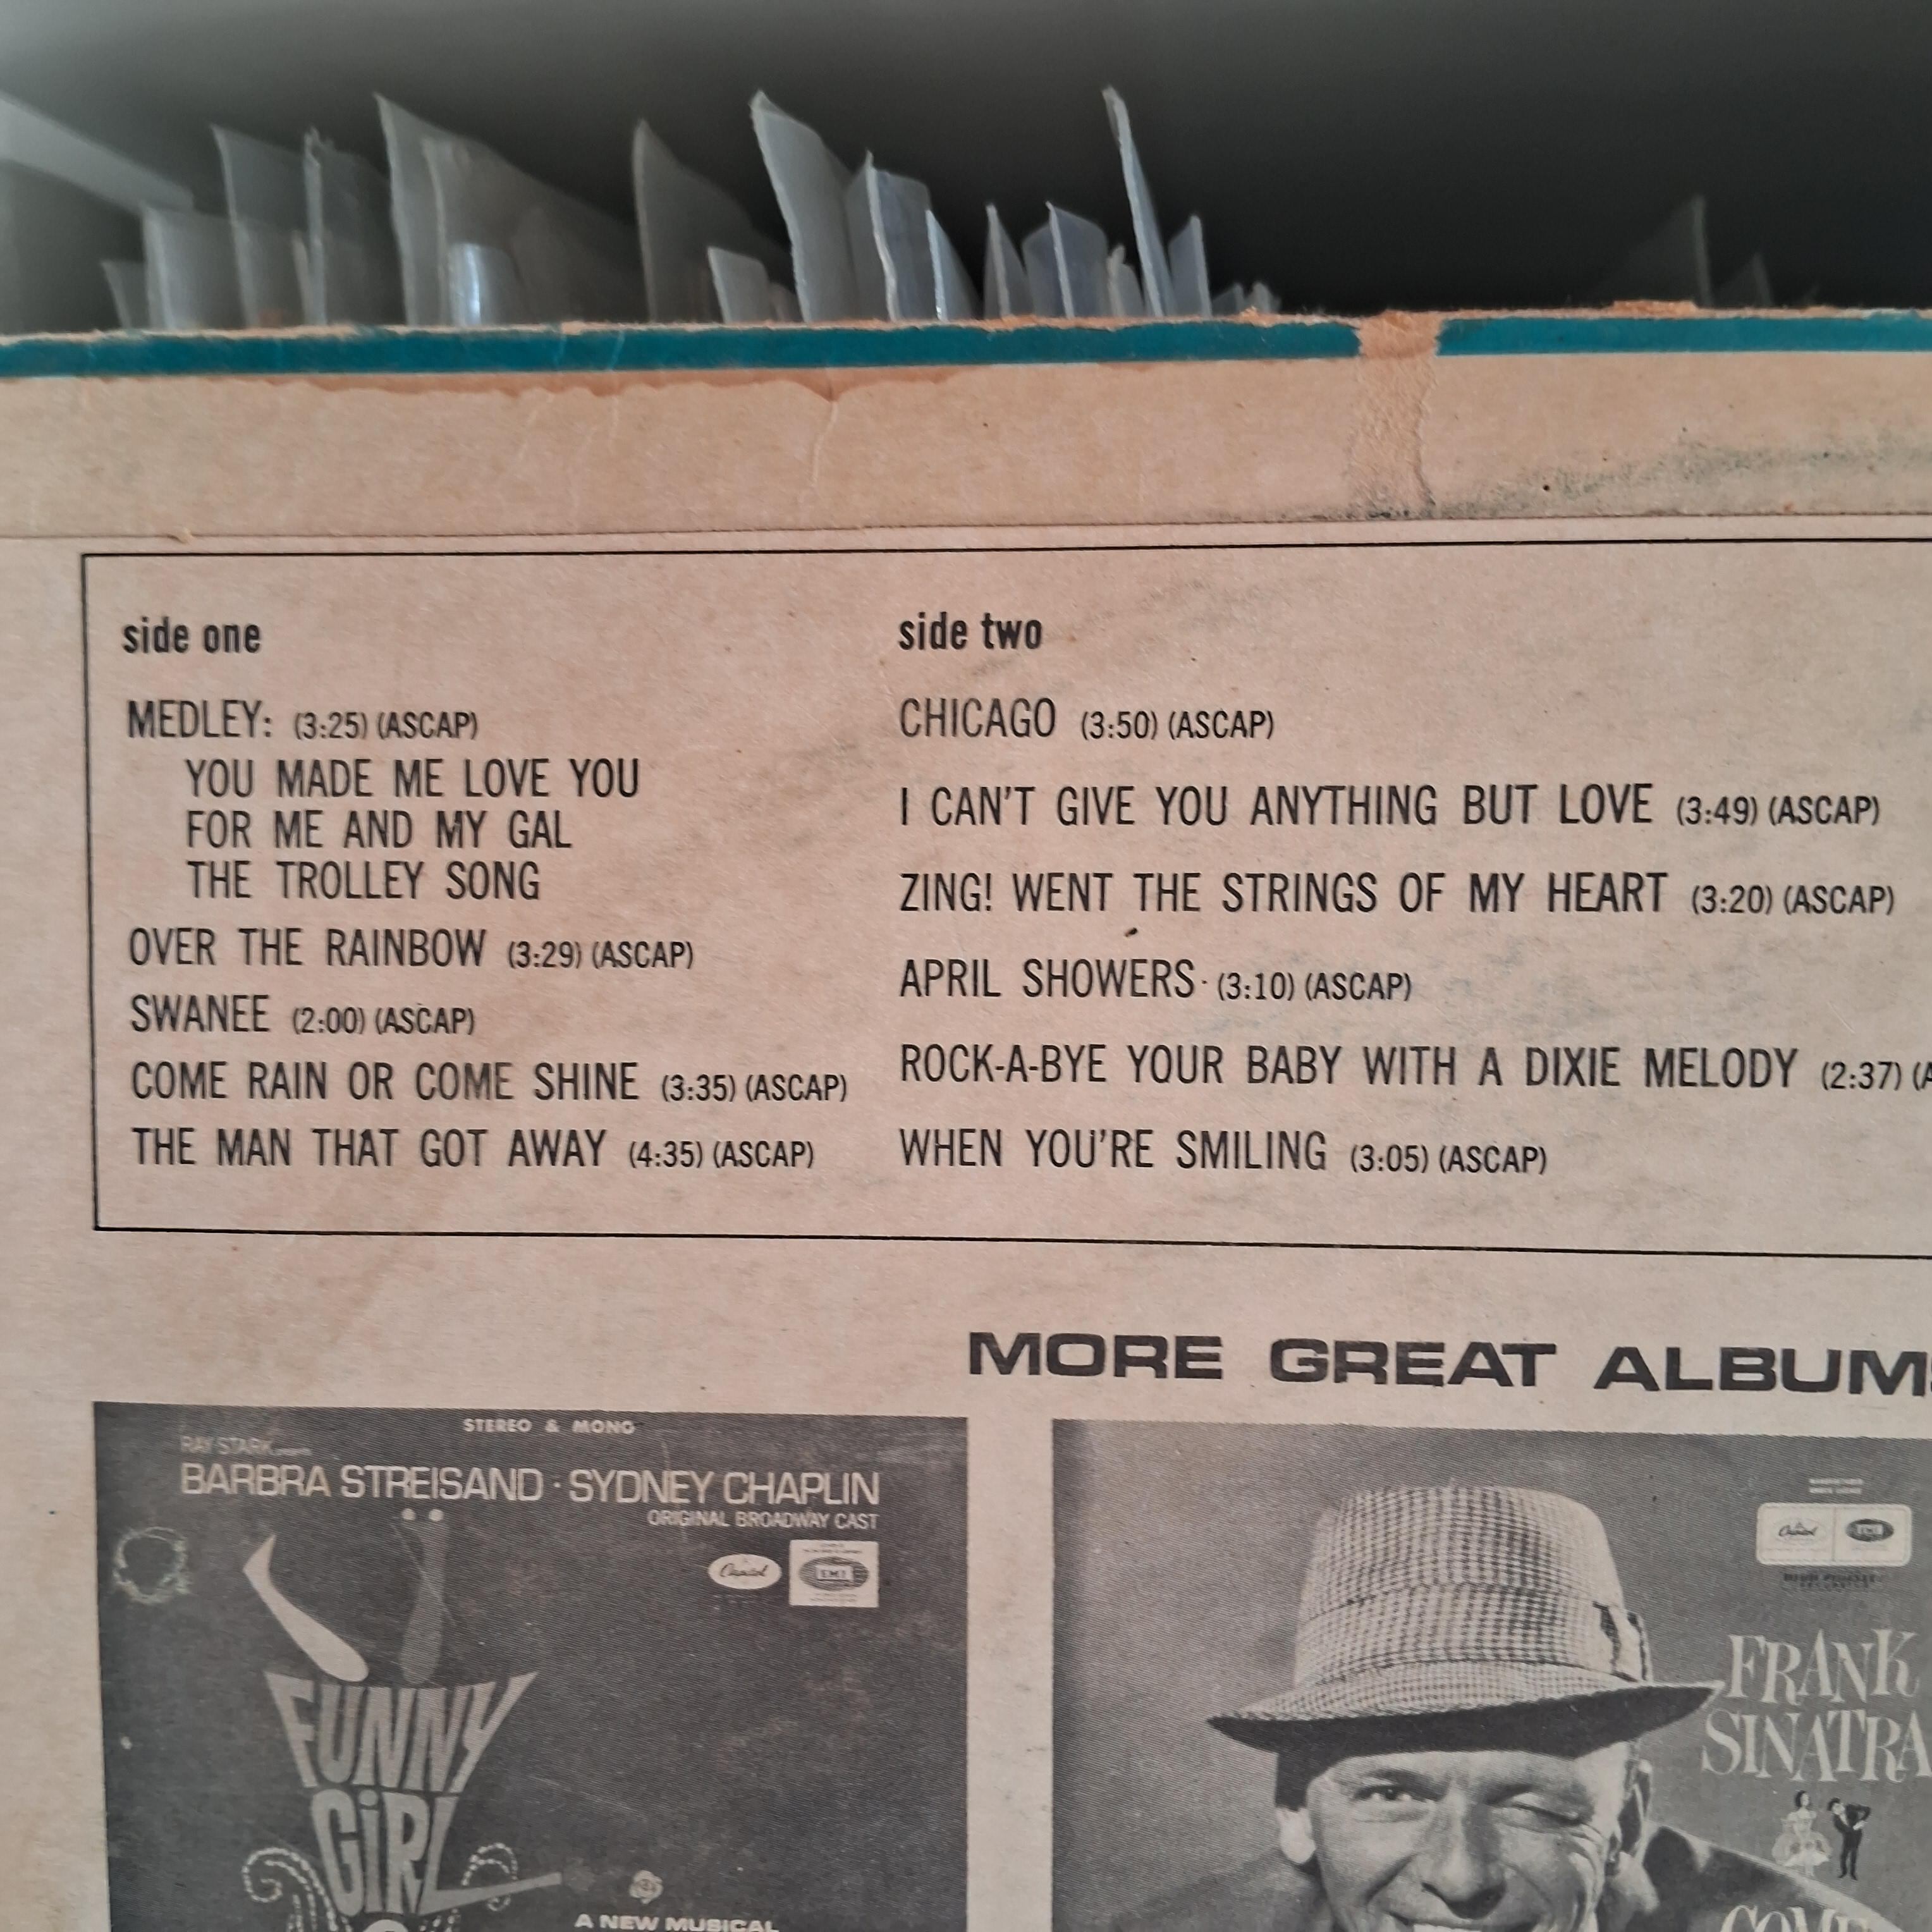 side one
MEDLEY: (3:25) (ASCAP)
YOU MADE ME LOVE YOU
FOR ME AND MY GAL
THE TROLLEY SONG
OVER THE RAINBOW (3:29) (ASCAP)
SWANEE (2:00) (ASCAP)
COME RAIN OR COME SHINE (3:35) (ASCAP)
THE MAN THAT GOT AWAY (4:35) (ASCAP)
side two
CHICAGO (3:50) (ASCAP)
I CAN'T GIVE YOU ANYTHING BUT LOVE (3:49) (ASCAP)
ZING! WENT THE STRINGS OF MY HEART (3:20) (ASCAP)
APRIL SHOWERS (3:10) (ASCAP)
ROCK-A-BYE YOUR BABY WITH A DIXIE MELODY (2:37) (A
WHEN YOU'RE SMILING (3:05) (ASCAP)
MORE GREAT ALBUMS
STEREO & MONO
RAY STARK presents
BARBRA STREISAND · SYDNEY CHAPLIN
ORIGINAL BROADWAY CAST
Capitol
EMI
FUNNY
GiRL
A NEW MUSICAL
Capitol
EMI
FRANK
SINATRA
COME